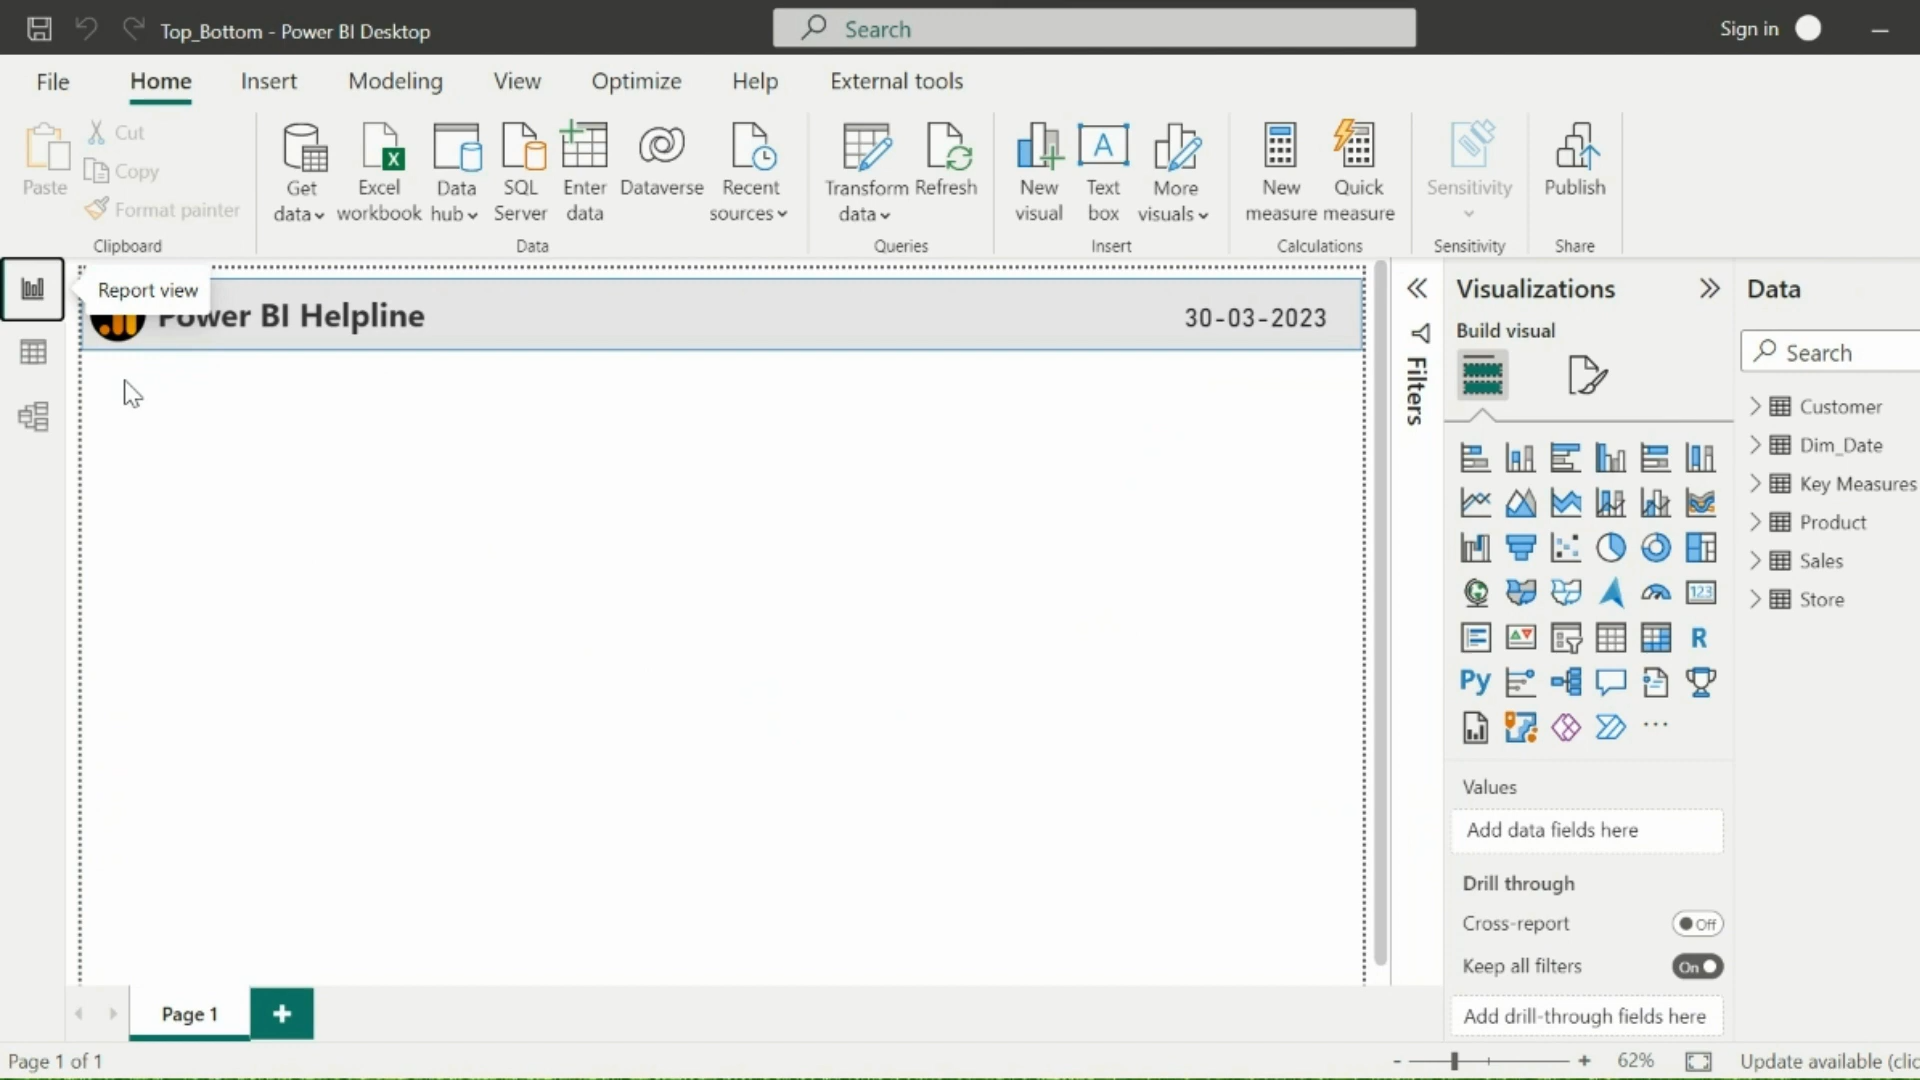 Top_Bottom - Power BI Desktop
Search
Sign in
File
Home
Insert
Modeling
View
Optimize
Help
External tools
Paste
Cut
Copy
Format painter
Clipboard
Get data
Excel workbook
Data hub
SQL Server
Enter data
Dataverse
Recent sources
Data
Transform data
Refresh
Queries
New visual
Text box
More visuals
Insert
New measure
Quick measure
Calculations
Sensitivity
Sensitivity
Publish
Share
Report view
Power BI Helpline
30-03-2023
Filters
Visualizations
Build visual
123
R
Py
Values
Add data fields here
Drill through
Cross-report
Off
Keep all filters
On
Add drill-through fields here
Data
Search
Customer
Dim_Date
Key Measures
Product
Sales
Store
Page 1
Page 1 of 1
62%
Update available (clic